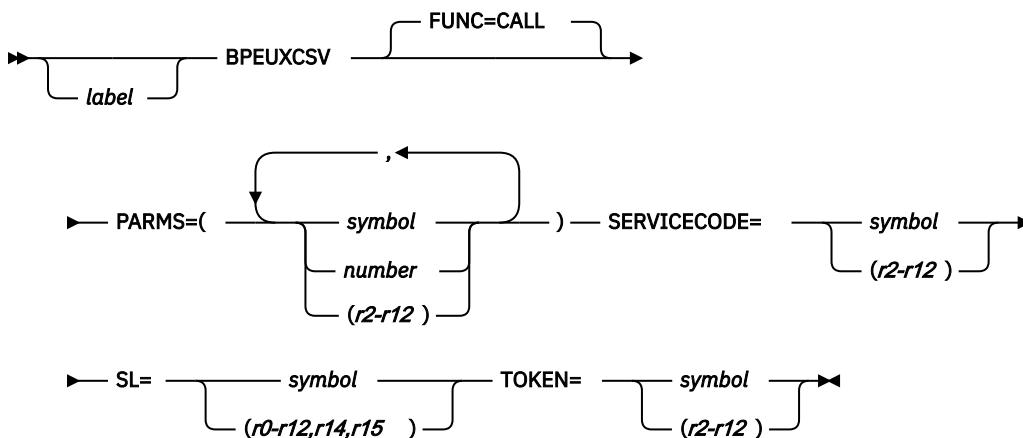 FUNC=CALL
BPEUXCSV
label
,
PARMS=( symbol ) SERVICECODE= symbol
number (r2-r12 )
(r2-r12 )
SL= symbol TOKEN= symbol
(r0-r12,r14,r15 ) (r2-r12 )